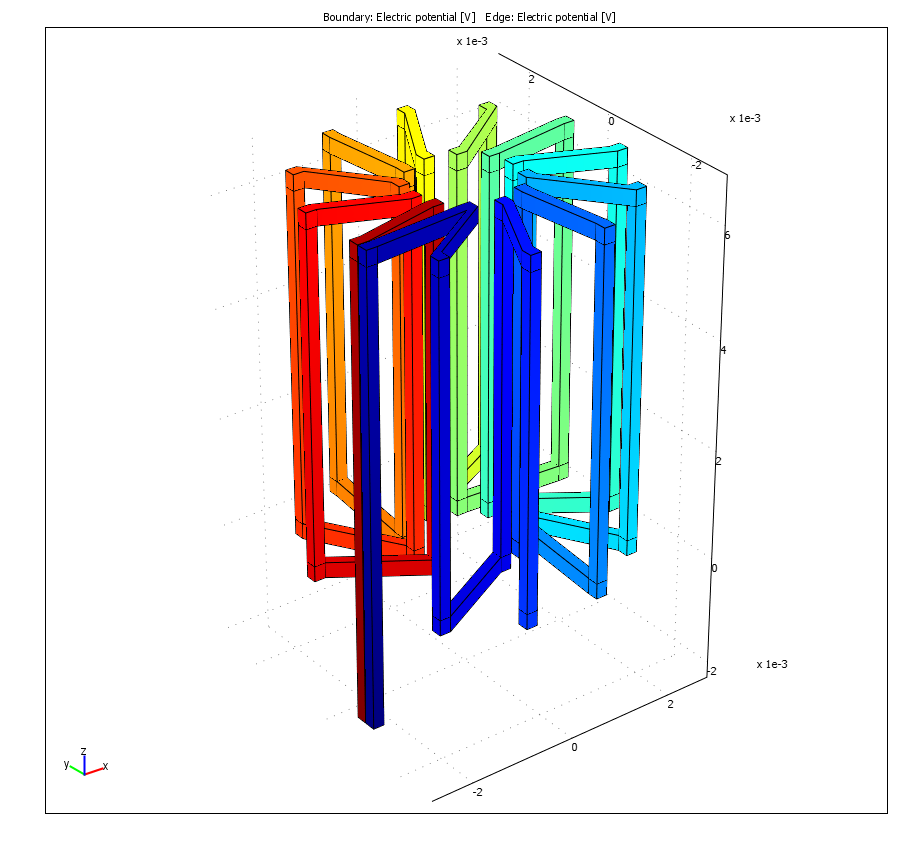 Boundary: Electric potential [V] Edge: Electric potential [V]
x 1e-3
2
0
x 1e-3
-2
6
4
2
0
x 1e-3
-2
2
0
-2
z
y
x